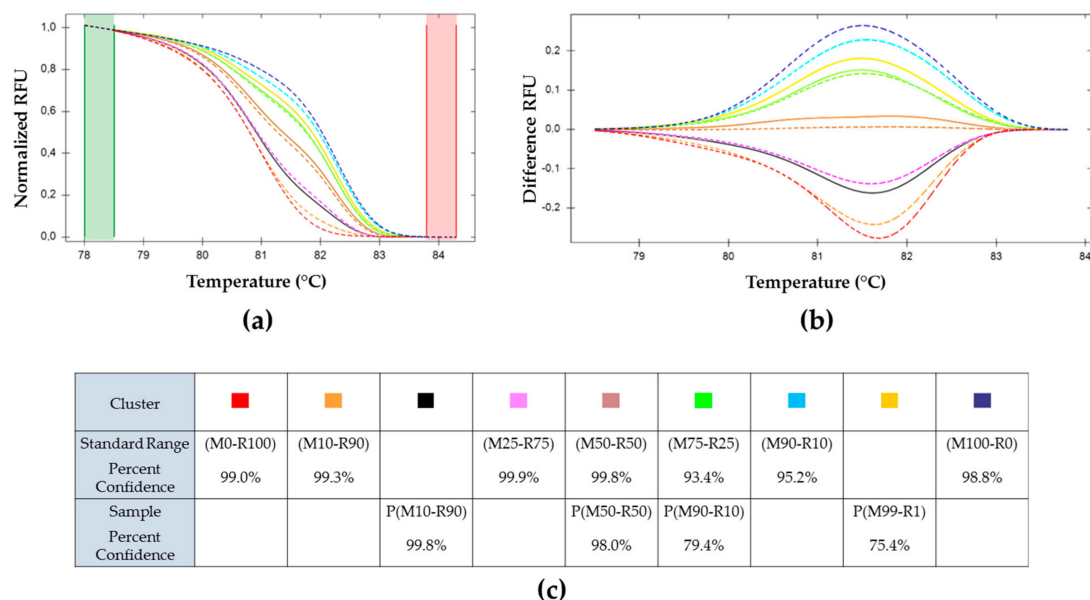 Normalized RFU
1,0
0.8
0.6
0.4
0.2
0,0
78
79
80
81
82
83
84
Temperature (°C)
(a)
Difference RFU
0.2
0.1
0.0
-0.1
-0.2
79
80
81
82
83
84
Temperature (°C)
(b)
Cluster
Standard Range (M0-R100) (M10-R90) (M25-R75) (M50-R50) (M75-R25) (M90-R10) (M100-R0)
Percent
Confidence 99.0% 99.3% 99.9% 99.8% 93.4% 95.2% 98.8%
Sample P(M10-R90) P(M50-R50) P(M90-R10) P(M99-R1)
Percent
Confidence 99.8% 98.0% 79.4% 75.4%
(c)